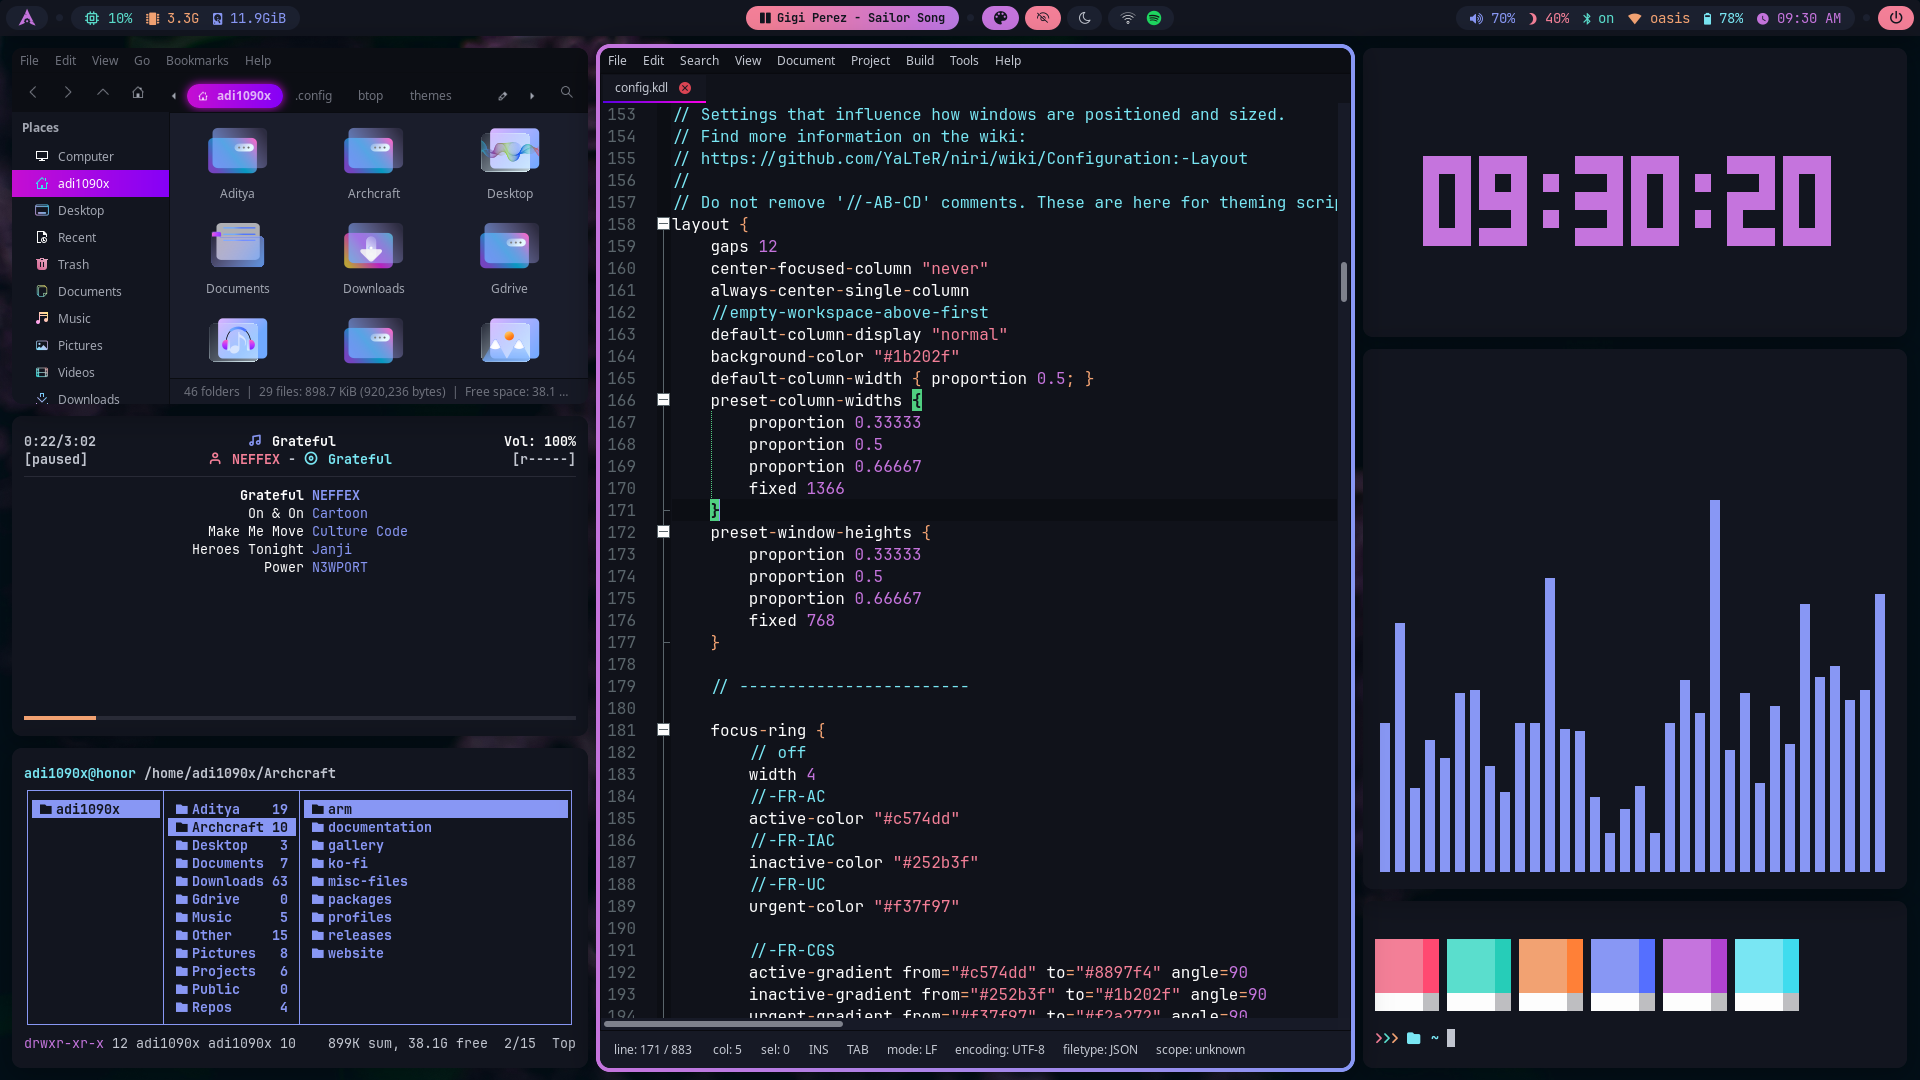 10% 3.3G 11.9GiB
Gigi Perez - Sailor Song
70% 40% on oasis 78% 09:30 AM
File Edit View Go Bookmarks Help
adi1090x .config btop themes
Places
Computer
adi1090x
Desktop
Recent
Trash
Documents
Music
Pictures
Videos
Downloads
Aditya Archcraft Desktop
Documents Downloads Gdrive
46 folders | 29 files: 898.7 KiB (920,236 bytes) | Free space: 38.1 ...
0:22/3:02 Grateful Vol: 100%
[paused] NEFFEX - Grateful [r-----]
Grateful NEFFEX
On & On Cartoon
Make Me Move Culture Code
Heroes Tonight Janji
Power N3WPORT
adi1090x@honor /home/adi1090x/Archcraft
adi1090x Aditya 19 arm
Archcraft 10 documentation
Desktop 3 gallery
Documents 7 ko-fi
Downloads 63 misc-files
Gdrive 0 packages
Music 5 profiles
Other 15 releases
Pictures 8 website
Projects 6
Public 0
Repos 4
drwxr-xr-x 12 adi1090x adi1090x 10 899K sum, 38.1G free 2/15 Top
File Edit Search View Document Project Build Tools Help
config.kdl
153 // Settings that influence how windows are positioned and sized.
154 // Find more information on the wiki:
155 // https://github.com/YaLTeR/niri/wiki/Configuration:-Layout
156 //
157 // Do not remove '//-AB-CD' comments. These are here for theming scrip
158 layout {
159 gaps 12
160 center-focused-column "never"
161 always-center-single-column
162 //empty-workspace-above-first
163 default-column-display "normal"
164 background-color "#1b202f"
165 default-column-width { proportion 0.5; }
166 preset-column-widths {
167 proportion 0.33333
168 proportion 0.5
169 proportion 0.66667
170 fixed 1366
171 }
172 preset-window-heights {
173 proportion 0.33333
174 proportion 0.5
175 proportion 0.66667
176 fixed 768
177 }
178
179 // ------------------------
180
181 focus-ring {
182 // off
183 width 4
184 //-FR-AC
185 active-color "#c574dd"
186 //-FR-IAC
187 inactive-color "#252b3f"
188 //-FR-UC
189 urgent-color "#f37f97"
190
191 //-FR-CGS
192 active-gradient from="#c574dd" to="#8897f4" angle=90
193 inactive-gradient from="#252b3f" to="#1b202f" angle=90
194 urgent-gradient from="#f37f97" to="#f2a272" angle=90
line: 171 / 883 col: 5 sel: 0 INS TAB mode: LF encoding: UTF-8 filetype: JSON scope: unknown
09:30:20
>>> ~